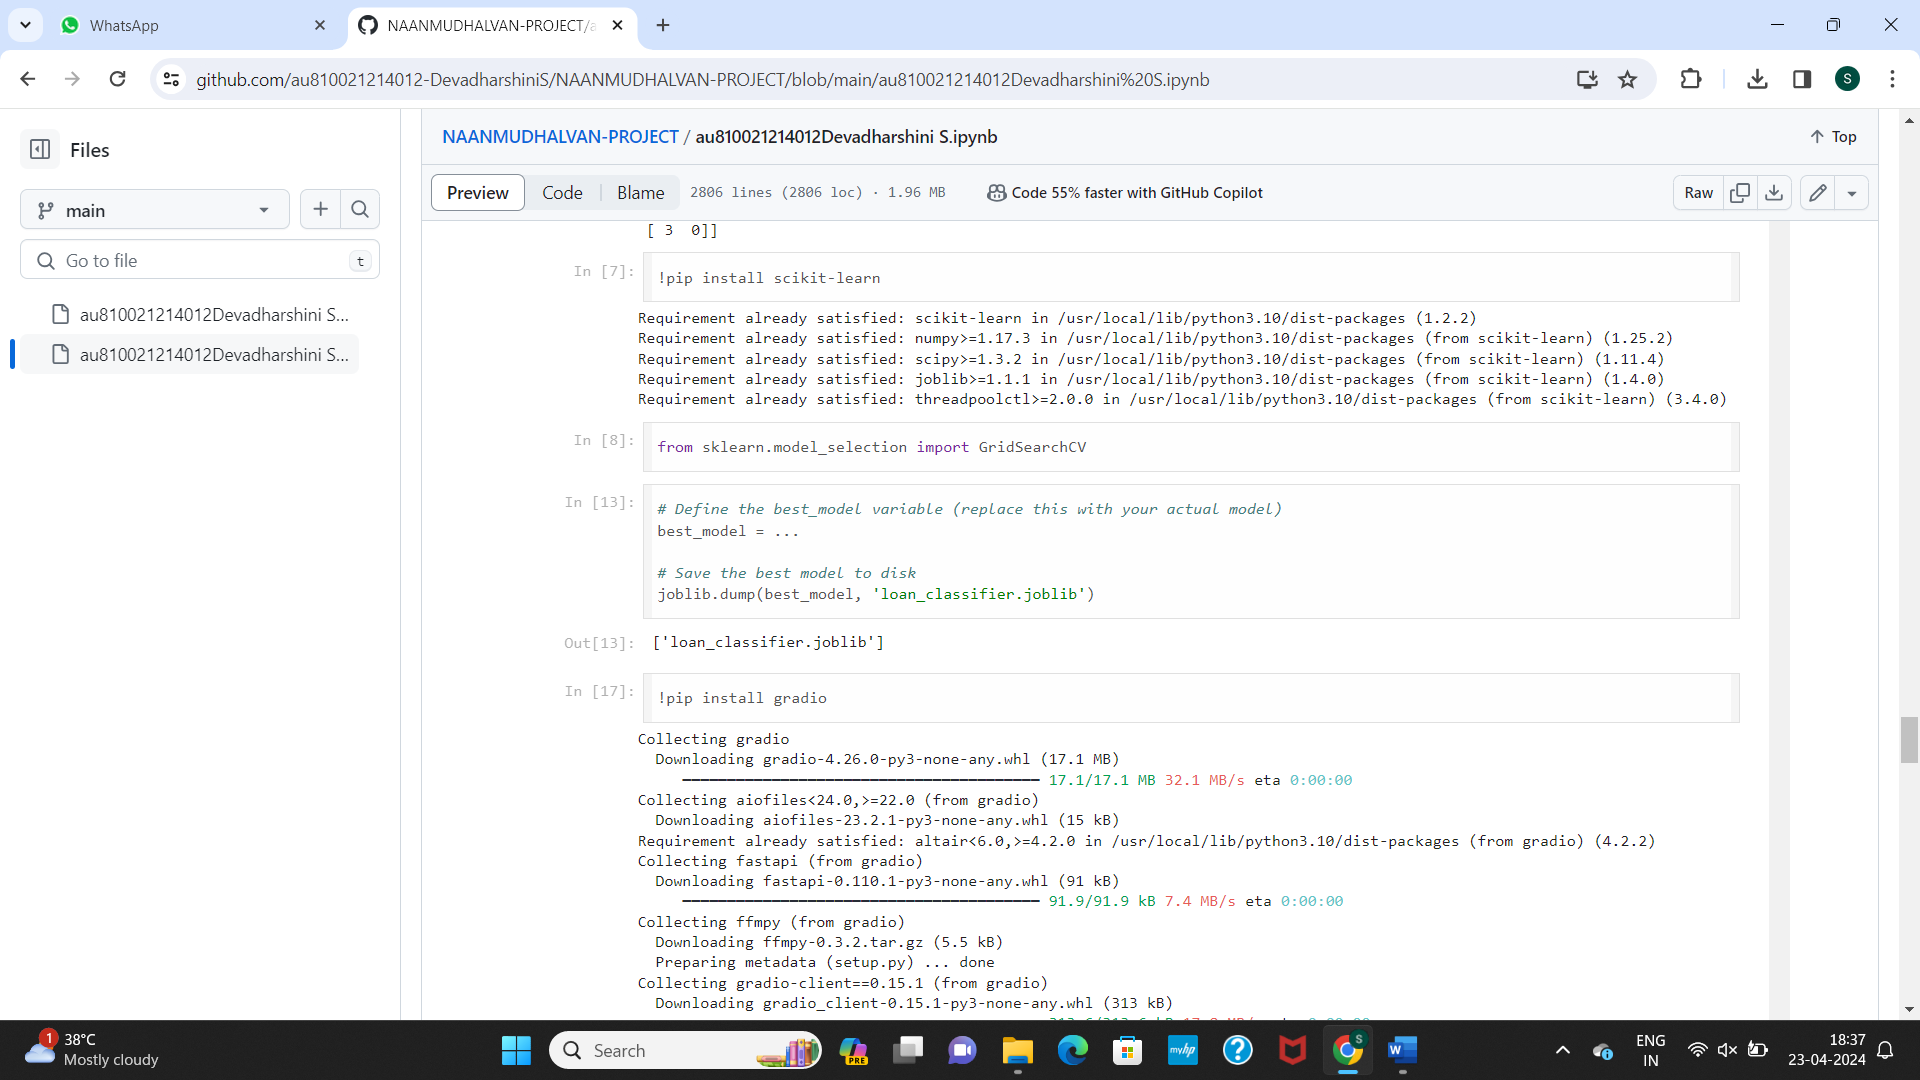 WhatsApp
NAANMUDHALVAN-PROJECT/a
github.com/au810021214012-DevadharshiniS/NAANMUDHALVAN-PROJECT/blob/main/au810021214012Devadharshini%20S.ipynb
S
Files
NAANMUDHALVAN-PROJECT / au810021214012Devadharshini S.ipynb
Top
main
Preview
Code
Blame
2806 lines (2806 loc) · 1.96 MB
Code 55% faster with GitHub Copilot
Raw
Go to file
t
au810021214012Devadharshini S...
au810021214012Devadharshini S...
[ 3  0]]
In [7]:
!pip install scikit-learn
Requirement already satisfied: scikit-learn in /usr/local/lib/python3.10/dist-packages (1.2.2)
Requirement already satisfied: numpy>=1.17.3 in /usr/local/lib/python3.10/dist-packages (from scikit-learn) (1.25.2)
Requirement already satisfied: scipy>=1.3.2 in /usr/local/lib/python3.10/dist-packages (from scikit-learn) (1.11.4)
Requirement already satisfied: joblib>=1.1.1 in /usr/local/lib/python3.10/dist-packages (from scikit-learn) (1.4.0)
Requirement already satisfied: threadpoolctl>=2.0.0 in /usr/local/lib/python3.10/dist-packages (from scikit-learn) (3.4.0)
In [8]:
from sklearn.model_selection import GridSearchCV
In [13]:
# Define the best_model variable (replace this with your actual model)
best_model = ...
# Save the best model to disk
joblib.dump(best_model, 'loan_classifier.joblib')
Out[13]:
['loan_classifier.joblib']
In [17]:
!pip install gradio
Collecting gradio
Downloading gradio-4.26.0-py3-none-any.whl (17.1 MB)
17.1/17.1 MB 32.1 MB/s eta 0:00:00
Collecting aiofiles<24.0,>=22.0 (from gradio)
Downloading aiofiles-23.2.1-py3-none-any.whl (15 kB)
Requirement already satisfied: altair<6.0,>=4.2.0 in /usr/local/lib/python3.10/dist-packages (from gradio) (4.2.2)
Collecting fastapi (from gradio)
Downloading fastapi-0.110.1-py3-none-any.whl (91 kB)
91.9/91.9 kB 7.4 MB/s eta 0:00:00
Collecting ffmpy (from gradio)
Downloading ffmpy-0.3.2.tar.gz (5.5 kB)
Preparing metadata (setup.py) ... done
Collecting gradio-client==0.15.1 (from gradio)
Downloading gradio_client-0.15.1-py3-none-any.whl (313 kB)
1
38°C
Mostly cloudy
Search
PRE
myhp
S
W
ENG
IN
18:37
23-04-2024